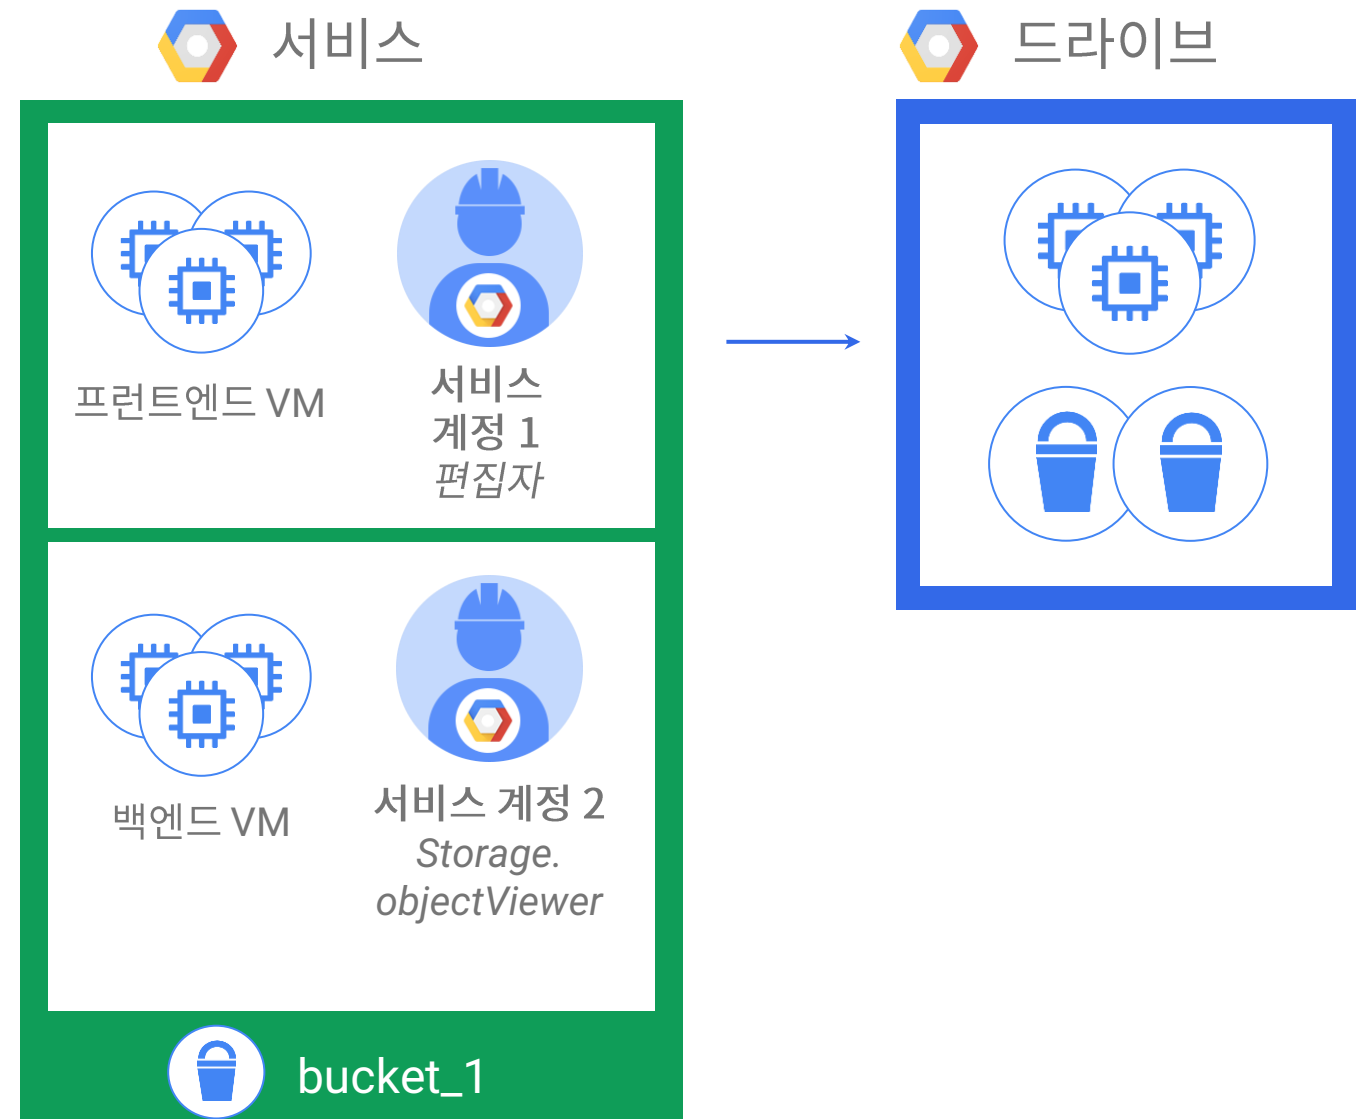 서비스
드라이브
프런트엔드 VM
서비스
계정 1
편집자
백엔드 VM
서비스 계정 2
Storage.
objectViewer
bucket_1